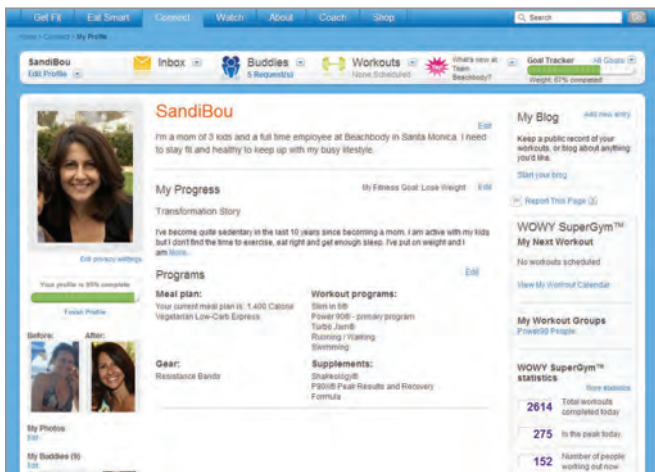 Get Fit Eat Smart Connect Watch About Coach Shop Search Go
Home > Connect > My Profile
SandiBou
Edit Profile
Inbox
Buddies
5 Request(s)
Workouts
None Scheduled
What's new at
Team
Beachbody?
Goal Tracker All Goals
Weight: 67% completed
SandiBou
Edit
I'm a mom of 3 kids and a full time employee at Beachbody in Santa Monica. I need
to stay fit and healthy to keep up with my busy lifestyle.
My Progress
My Fitness Goal: Lose Weight Edit
Transformation Story
I've become quite sedentary in the last 10 years since becoming a mom. I am active with my kids
but I don't find the time to exercise, eat right and get enough sleep. I've put on weight and I
am More...
Programs
Edit
Meal plan:
Your current meal plan is: 1,400 Calorie
Vegetarian Low-Carb Express
Workout programs:
Slim in 6®
Power 90® - primary program
Turbo Jam®
Running / Walking
Swimming
Gear:
Resistance Bands
Supplements:
Shakeology®
P90X® Peak Results and Recovery
Formula
Edit privacy settings
Your profile is 95% complete
Finish Profile
Before: After:
My Photos
Edit
My Buddies (9)
Edit
My Blog Add new entry
Keep a public record of your
workouts, or blog about anything
you'd like.
Start your blog
Report This Page
WOWY SuperGym™
My Next Workout
No workouts scheduled
View My Workout Calendar
My Workout Groups
Power90 People
WOWY SuperGym™
statistics
More statistics
2614 Total workouts
completed today
275 is the peak today
152 Number of people
working out now